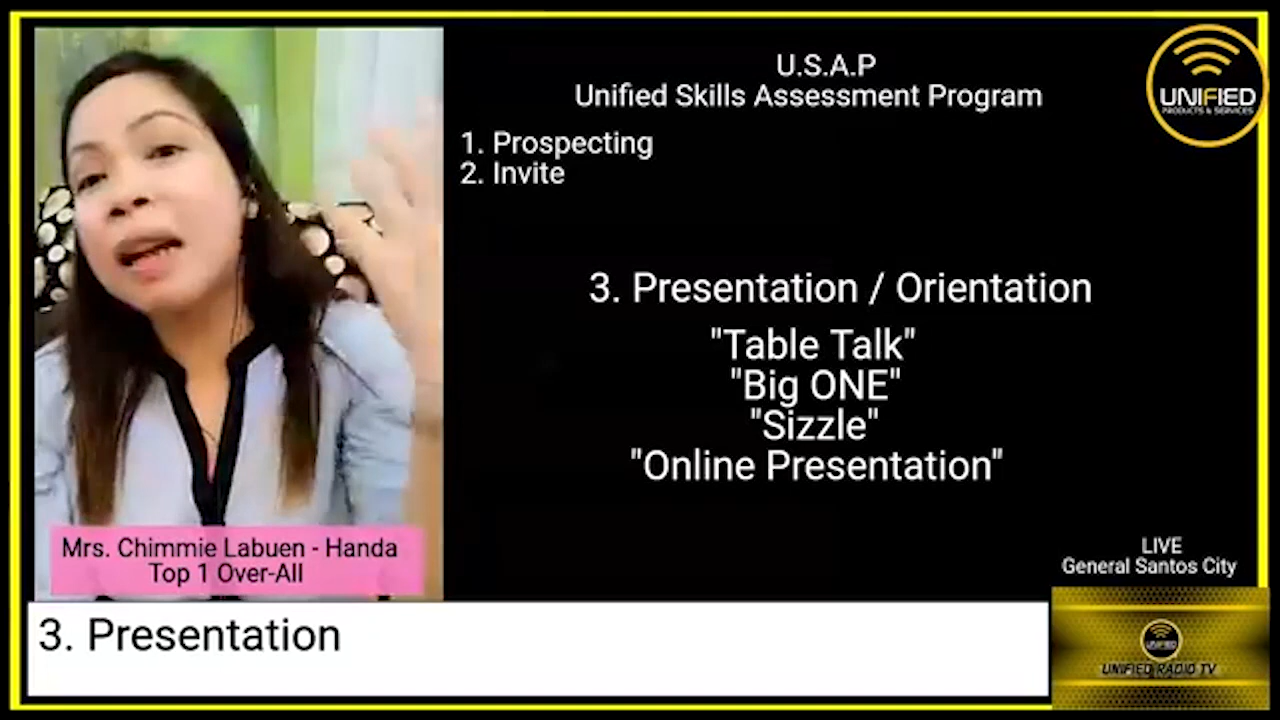 U.S.A.P
Unified Skills Assessment Program
UNIFIED
PRODUCTS & SERVICES
1. Prospecting
2. Invite
3. Presentation / Orientation
"Table Talk"
"Big ONE"
"Sizzle"
"Online Presentation"
Mrs. Chimmie Labuen - Handa
Top 1 Over-All
LIVE
General Santos City
3. Presentation
UNIFIED
UNIFIED RADIO TV